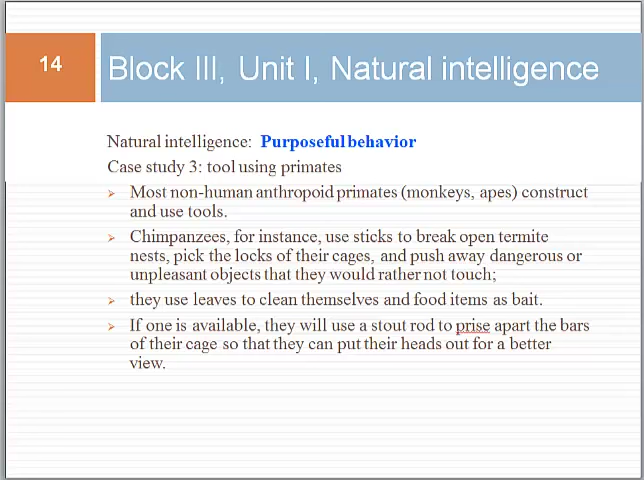 14
Block III, Unit I, Natural intelligence
Natural intelligence: Purposeful behavior
Case study 3: tool using primates
Most non-human anthropoid primates (monkeys, apes) construct
and use tools.
Chimpanzees, for instance, use sticks to break open termite
nests, pick the locks of their cages, and push away dangerous or
unpleasant objects that they would rather not touch;
they use leaves to clean themselves and food items as bait.
If one is available, they will use a stout rod to prise apart the bars
of their cage so that they can put their heads out for a better
view.